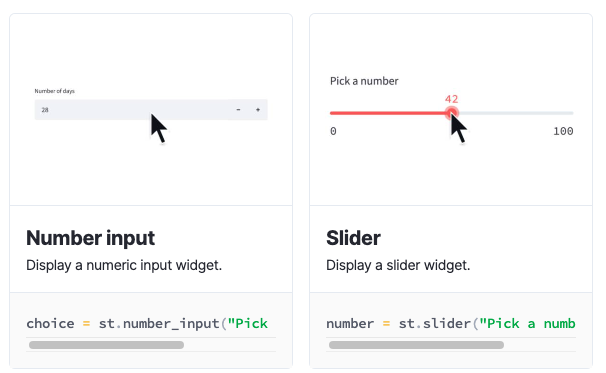 Number of days
28
- +
Number input
Display a numeric input widget.
choice = st.number_input("Pick
Pick a number
42
0 100
Slider
Display a slider widget.
number = st.slider("Pick a numb